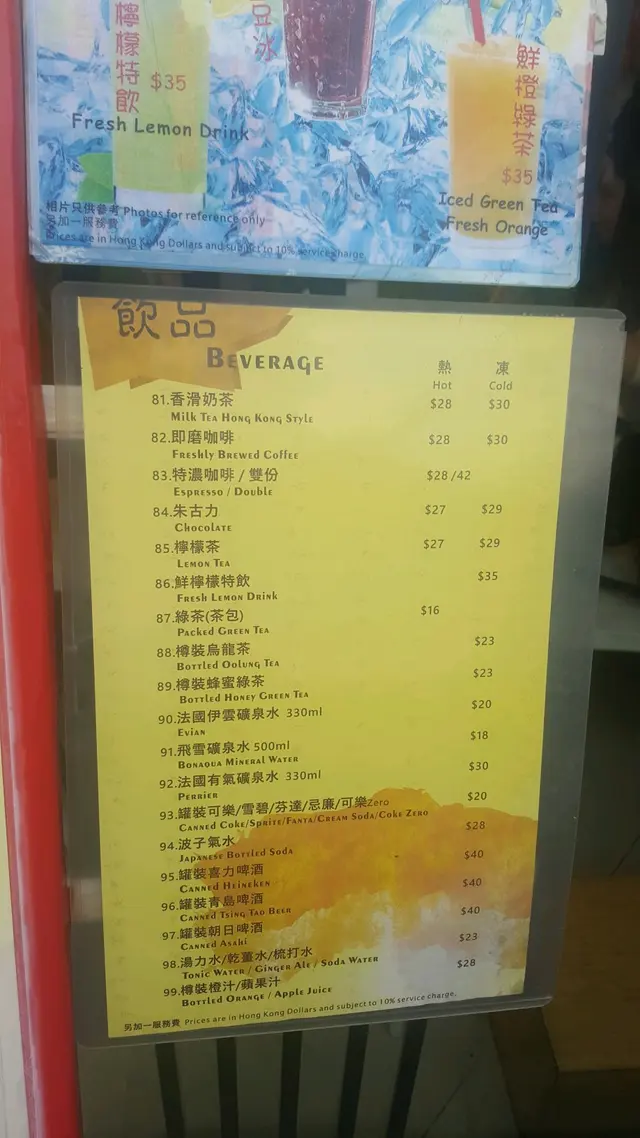 檸檬特飲
$35
Fresh Lemon Drink
豆冰
鮮橙綠茶
$35
Iced Green Tea
Fresh Orange
相片只供參考 Photos for reference only
另加一服務費
Prices are in Hong Kong Dollars and subject to 10% service charge
飲品
BEVERAGE
熱 凍
Hot Cold
81.香滑奶茶 $28 $30
MILK TEA HONG KONG STYLE
82.即磨咖啡 $28 $30
FRESHLY BREWED COFFEE
83.特濃咖啡 / 雙份 $28 /42
ESPRESSO / DOUBLE
84.朱古力 $27 $29
CHOCOLATE
85.檸檬茶 $27 $29
LEMON TEA
86.鮮檸檬特飲 $35
FRESH LEMON DRINK
87.綠茶(茶包) $16
PACKED GREEN TEA
88.樽裝烏龍茶 $23
BOTTLED OOLUNG TEA
89.樽裝蜂蜜綠茶 $23
BOTTLED HONEY GREEN TEA
90.法國伊雲礦泉水 330ml $20
EVIAN
91.飛雪礦泉水 500ml $18
BONAQUA MINERAL WATER
92.法國有氣礦泉水 330ml $30
PERRIER
93.罐裝可樂/雪碧/芬達/忌廉/可樂Zero $20
CANNED COKE/SPRITE/FANTA/CREAM SODA/COKE ZERO
94.波子氣水 $28
JAPANESE BOTTLED SODA
95.罐裝喜力啤酒 $40
CANNED HEINEKEN
96.罐裝青島啤酒 $40
CANNED TSING TAO BEER
97.罐裝朝日啤酒 $40
CANNED ASAHI
98.湯力水/乾薑水/梳打水 $23
TONIC WATER / GINGER ALE / SODA WATER
99.樽裝橙汁/蘋果汁 $28
BOTTLED ORANGE / APPLE JUICE
另加一服務費 Prices are in Hong Kong Dollars and subject to 10% service charge.